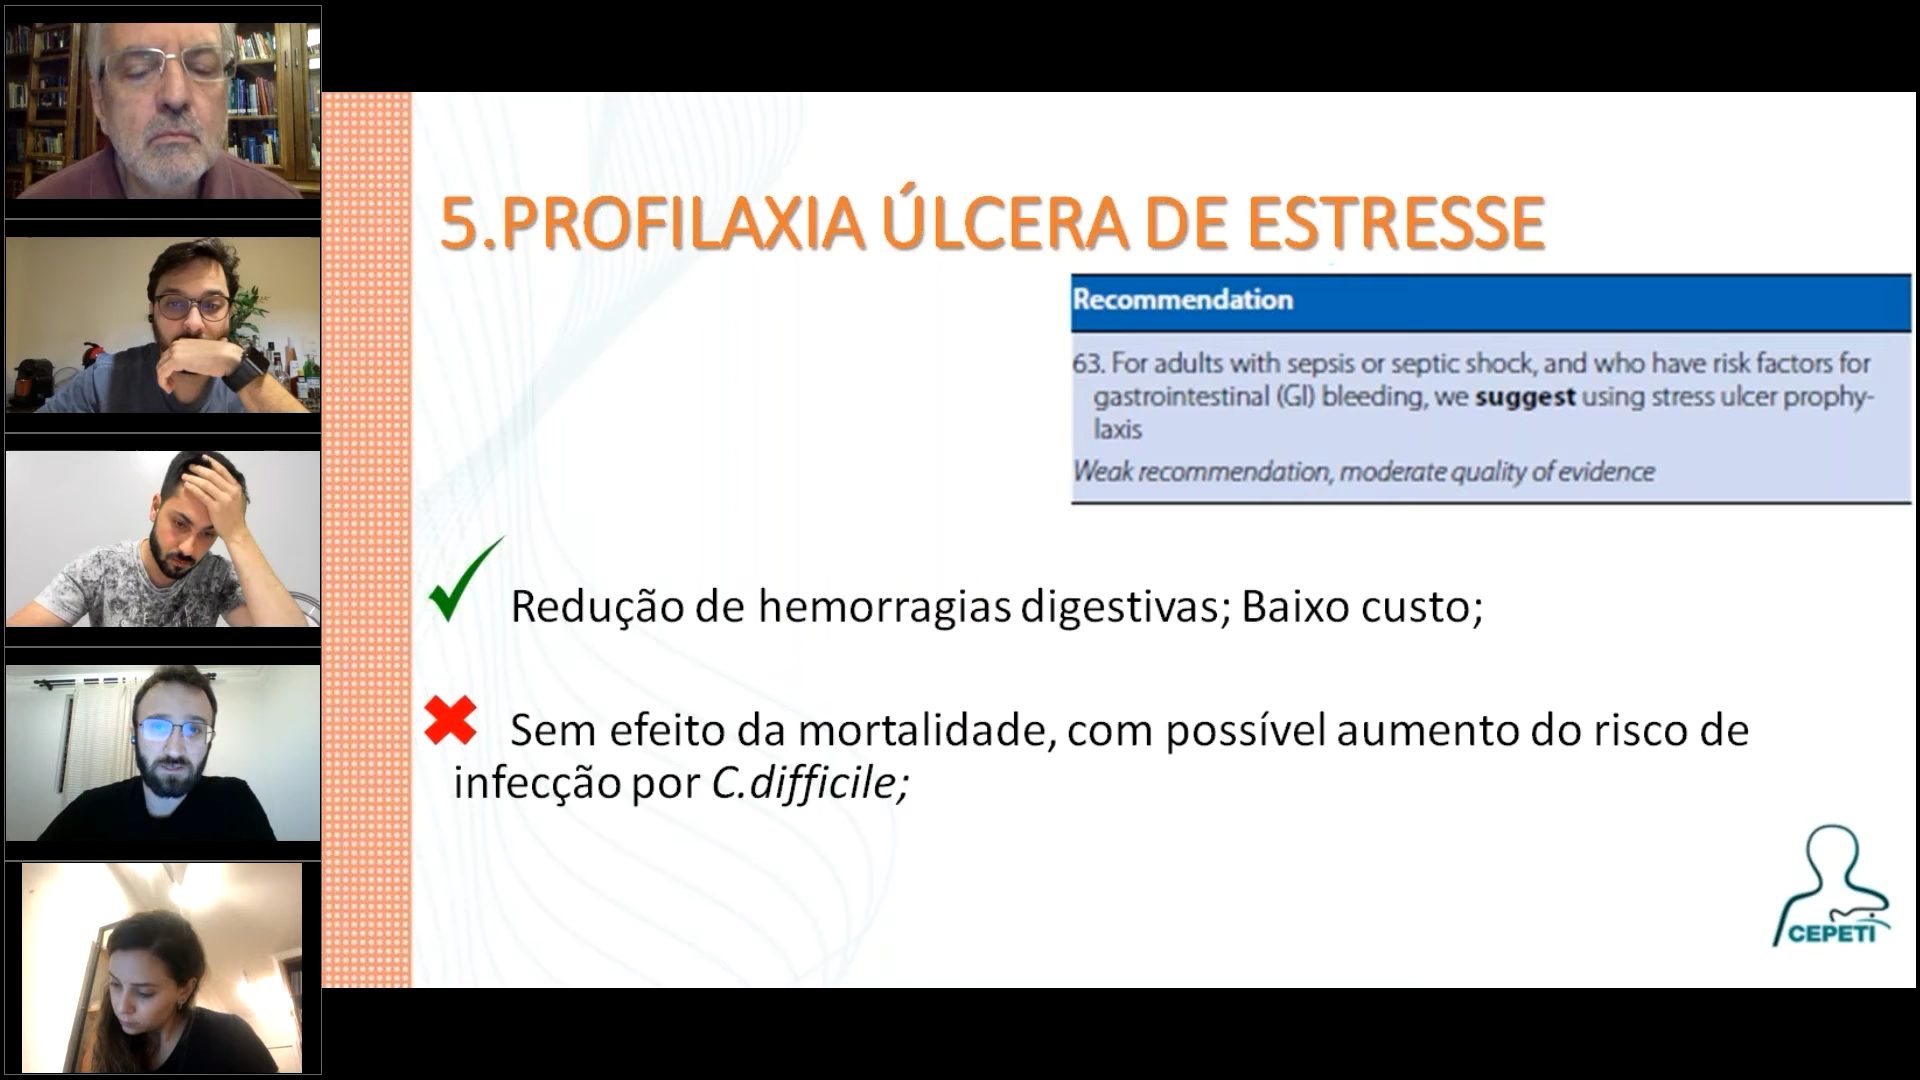 5.PROFILAXIA ÚLCERA DE ESTRESSE
Recommendation
63. For adults with sepsis or septic shock, and who have risk factors for
gastrointestinal (GI) bleeding, we suggest using stress ulcer prophy-
laxis
Weak recommendation, moderate quality of evidence
Redução de hemorragias digestivas; Baixo custo;
Sem efeito da mortalidade, com possível aumento do risco de
infecção por C.difficile;
CEPETI